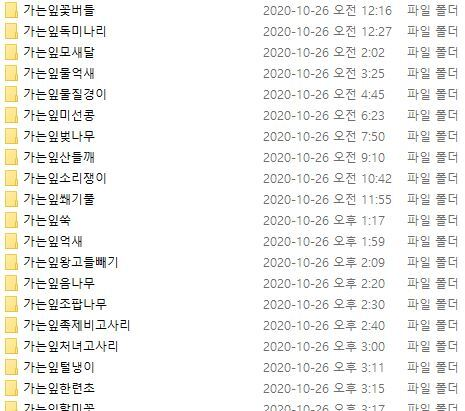 가는잎꽃버들 2020-10-26 오전 12:16 파일 폴더
가는잎독미나리 2020-10-26 오전 12:27 파일 폴더
가는잎모새달 2020-10-26 오전 2:02 파일 폴더
가는잎물억새 2020-10-26 오전 3:25 파일 폴더
가는잎물질경이 2020-10-26 오전 4:45 파일 폴더
가는잎미선콩 2020-10-26 오전 6:23 파일 폴더
가는잎벚나무 2020-10-26 오전 7:50 파일 폴더
가는잎산들깨 2020-10-26 오전 9:10 파일 폴더
가는잎소리쟁이 2020-10-26 오전 10:42 파일 폴더
가는잎쐐기풀 2020-10-26 오전 11:55 파일 폴더
가는잎쑥 2020-10-26 오후 1:17 파일 폴더
가는잎억새 2020-10-26 오후 1:59 파일 폴더
가는잎왕고들빼기 2020-10-26 오후 2:09 파일 폴더
가는잎음나무 2020-10-26 오후 2:20 파일 폴더
가는잎조팝나무 2020-10-26 오후 2:30 파일 폴더
가는잎족제비고사리 2020-10-26 오후 2:40 파일 폴더
가는잎처녀고사리 2020-10-26 오후 3:00 파일 폴더
가는잎털냉이 2020-10-26 오후 3:11 파일 폴더
가는잎한련초 2020-10-26 오후 3:15 파일 폴더
가는잎할미꽃 2020-10-26 오후 3:17 파일 폴더